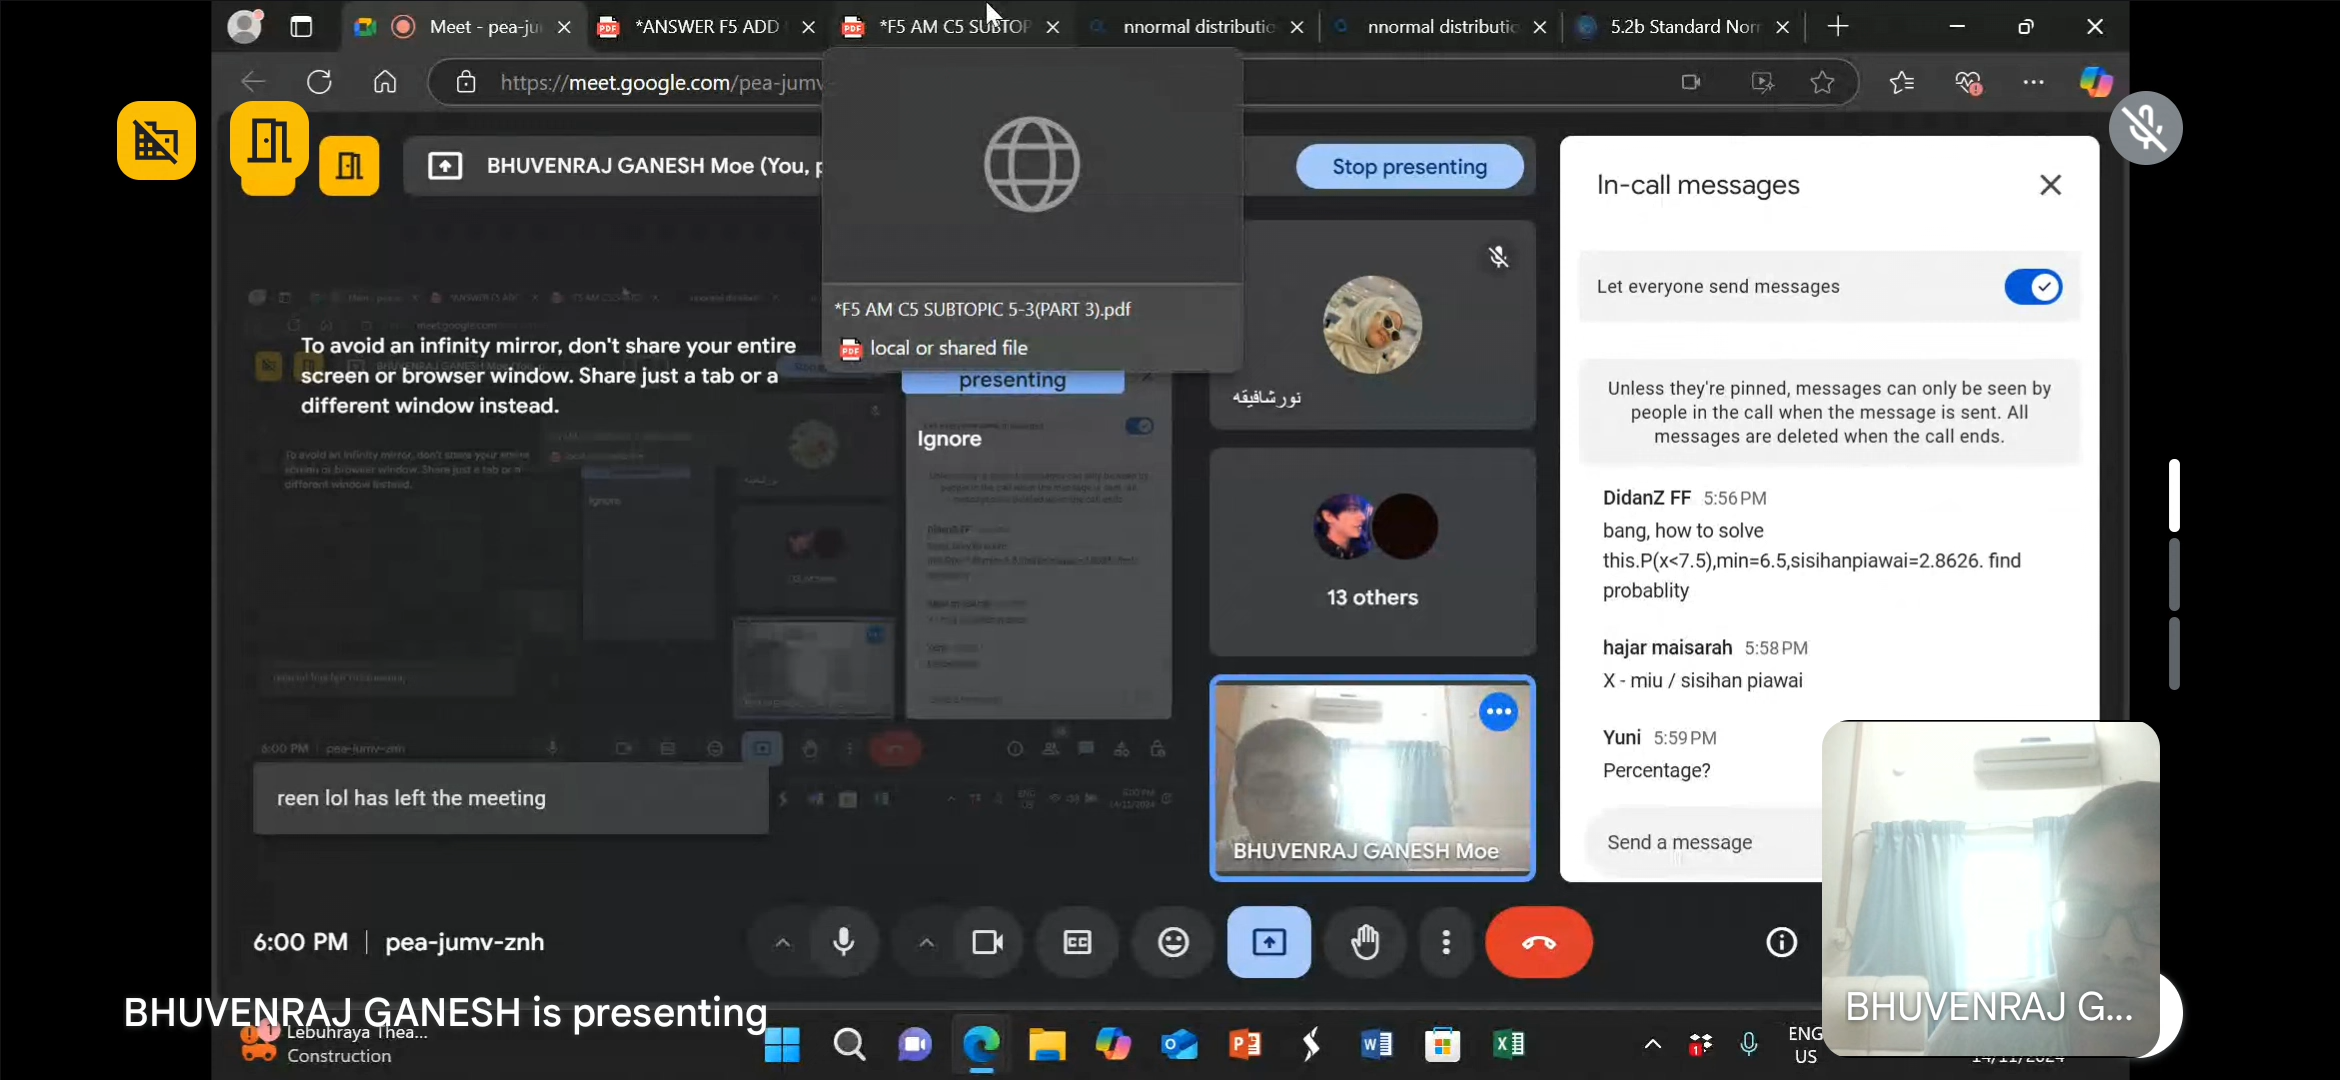 Meet - pea-ju
*ANSWER F5 ADD
*F5 AM C5 SUBTOP
nnormal distributio
nnormal distributio
5.2b Standard Nor
https://meet.google.com/pea-jumv
BHUVENRAJ GANESH Moe (You, p
Stop presenting
*F5 AM C5 SUBTOPIC 5-3(PART 3).pdf
PDF local or shared file
To avoid an infinity mirror, don't share your entire
screen or browser window. Share just a tab or a
different window instead.
presenting
Ignore
نورشافيقه
13 others
BHUVENRAJ GANESH Moe
In-call messages
Let everyone send messages
Unless they're pinned, messages can only be seen by
people in the call when the message is sent. All
messages are deleted when the call ends.
DidanZ FF 5:56 PM
bang, how to solve
this.P(x<7.5),min=6.5,sisihanpiawai=2.8626. find
probablity
hajar maisarah 5:58 PM
X - miu / sisihan piawai
Yuni 5:59 PM
Percentage?
Send a message
reen lol has left the meeting
6:00 PM | pea-jumv-znh
BHUVENRAJ GANESH is presenting
BHUVENRAJ G...
Lebuhraya Thea...
Construction
ENG
US
14/11/2024